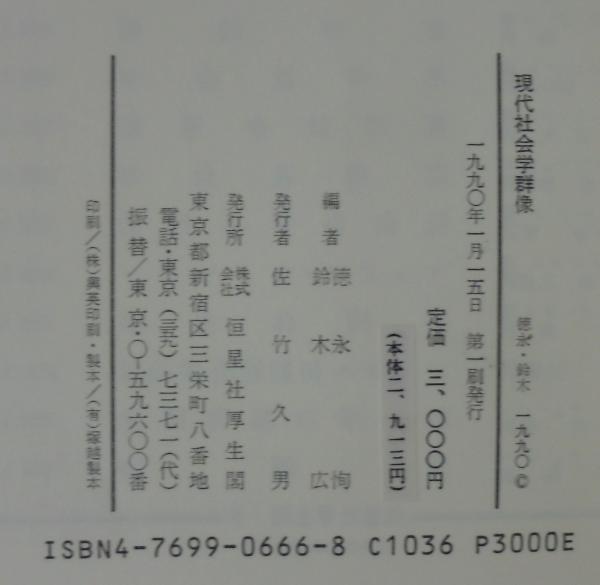 現代社会学群像 徳永・鈴木 一九九〇©
一九九〇年一月一五日 第一刷発行
定価 三、〇〇〇円
(本体二、九一三円)
編者 徳永恂
鈴木広
発行者 佐竹久男
発行所 株式会社 恒星社厚生閣
東京都新宿区三栄町八番地
電話・東京(三五九)七三七一(代)
振替/東京・〇―五九六〇〇番
印刷/(株)興英印刷・製本/(有)塚越製本
ISBN4-7699-0666-8 C1036 P3000E